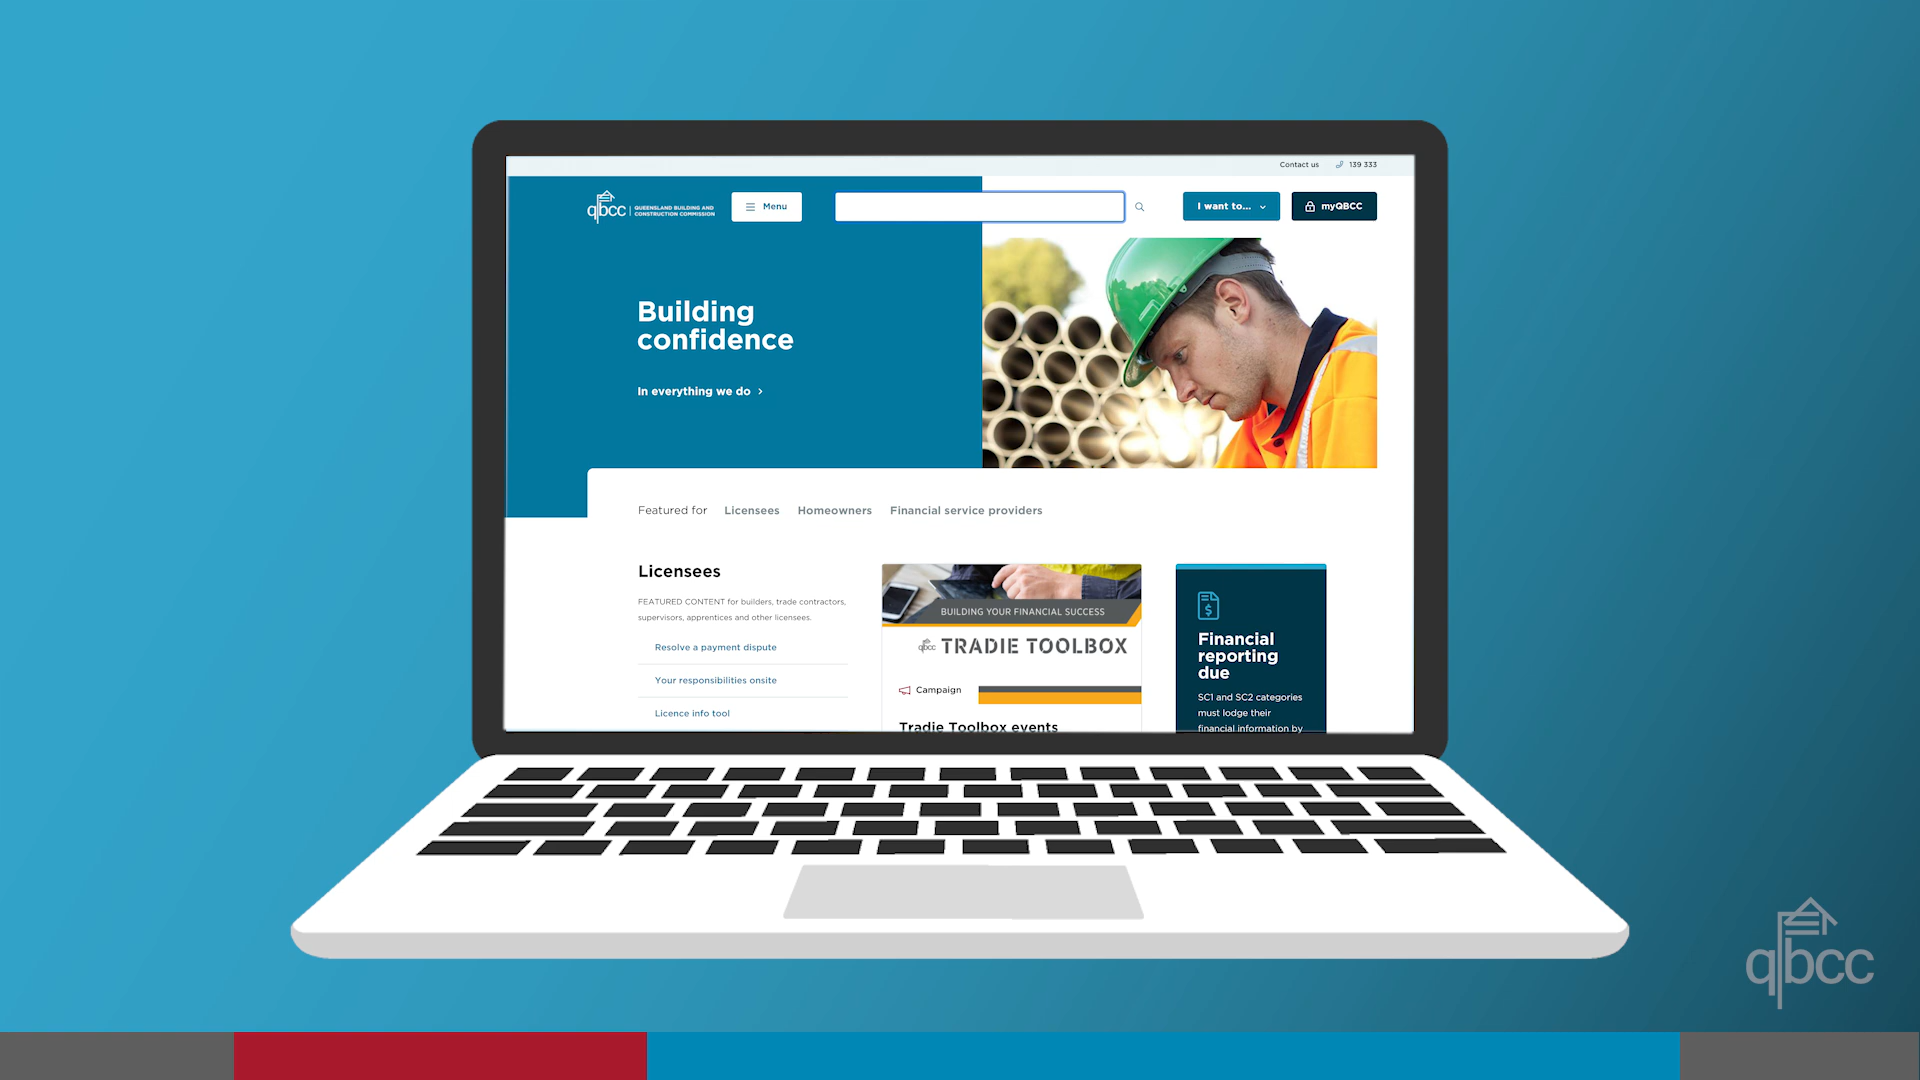 Contact us 139 333
qbcc QUEENSLAND BUILDING AND
CONSTRUCTION COMMISSION
Menu
I want to...
myQBCC
Building
confidence
In everything we do
Featured for Licensees Homeowners Financial service providers
Licensees
FEATURED CONTENT for builders, trade contractors,
supervisors, apprentices and other licensees.
Resolve a payment dispute
Your responsibilities onsite
Licence info tool
BUILDING YOUR FINANCIAL SUCCESS
qbcc TRADIE TOOLBOX
Campaign
Tradie Toolbox events
Financial
reporting
due
SC1 and SC2 categories
must lodge their
financial information by
qbcc